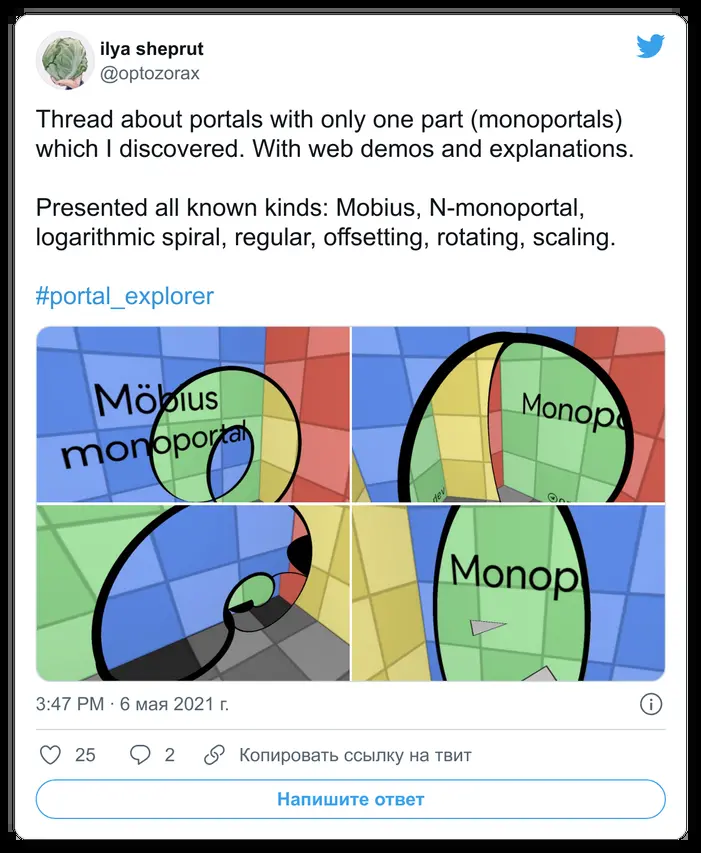 ilya sheprut
@optozorax
Thread about portals with only one part (monoportals)
which I discovered. With web demos and explanations.
Presented all known kinds: Mobius, N-monoportal,
logarithmic spiral, regular, offsetting, rotating, scaling.
#portal_explorer
Möbius
monoportal
Monopo
dev
Monop
3:47 PM · 6 мая 2021 г.
25
2
Копировать ссылку на твит
Напишите ответ